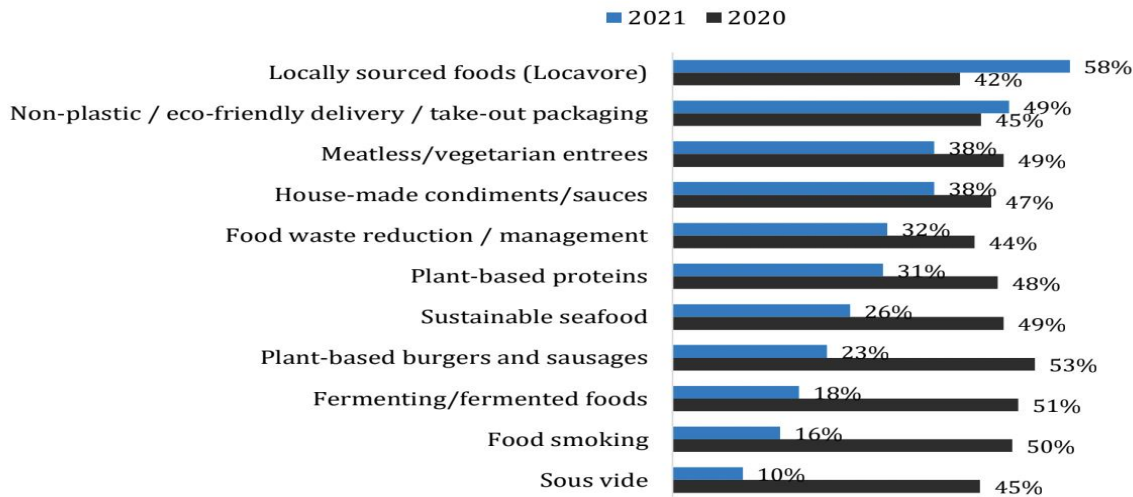 2021 2020
Locally sourced foods (Locavore) 58%
42%
Non-plastic / eco-friendly delivery / take-out packaging 49%
45%
Meatless/vegetarian entrees 38%
49%
House-made condiments/sauces 38%
47%
Food waste reduction / management 32%
44%
Plant-based proteins 31%
48%
Sustainable seafood 26%
49%
Plant-based burgers and sausages 23%
53%
Fermenting/fermented foods 18%
51%
Food smoking 16%
50%
Sous vide 10%
45%